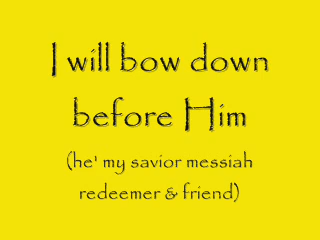 I will bow down
before Him
(he' my savior messiah
redeemer & friend)